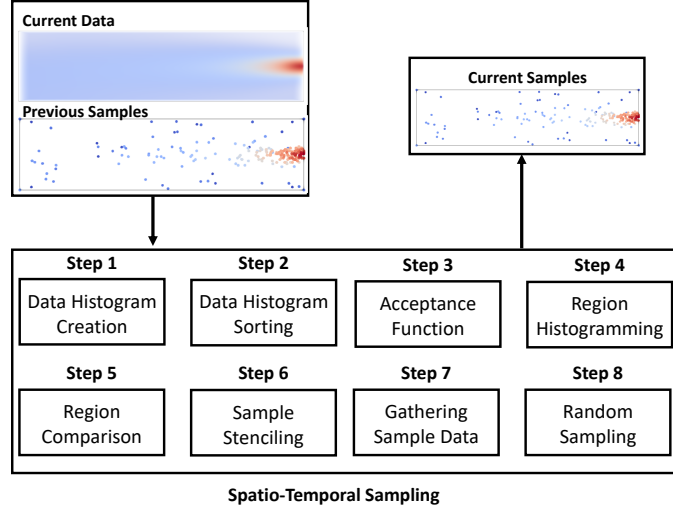 Current Data
Previous Samples
Current Samples
Step 1
Step 2
Step 3
Step 4
Data Histogram
Creation
Data Histogram
Sorting
Acceptance
Function
Region
Histogramming
Step 5
Step 6
Step 7
Step 8
Region
Comparison
Sample
Stenciling
Gathering
Sample Data
Random
Sampling
Spatio-Temporal Sampling